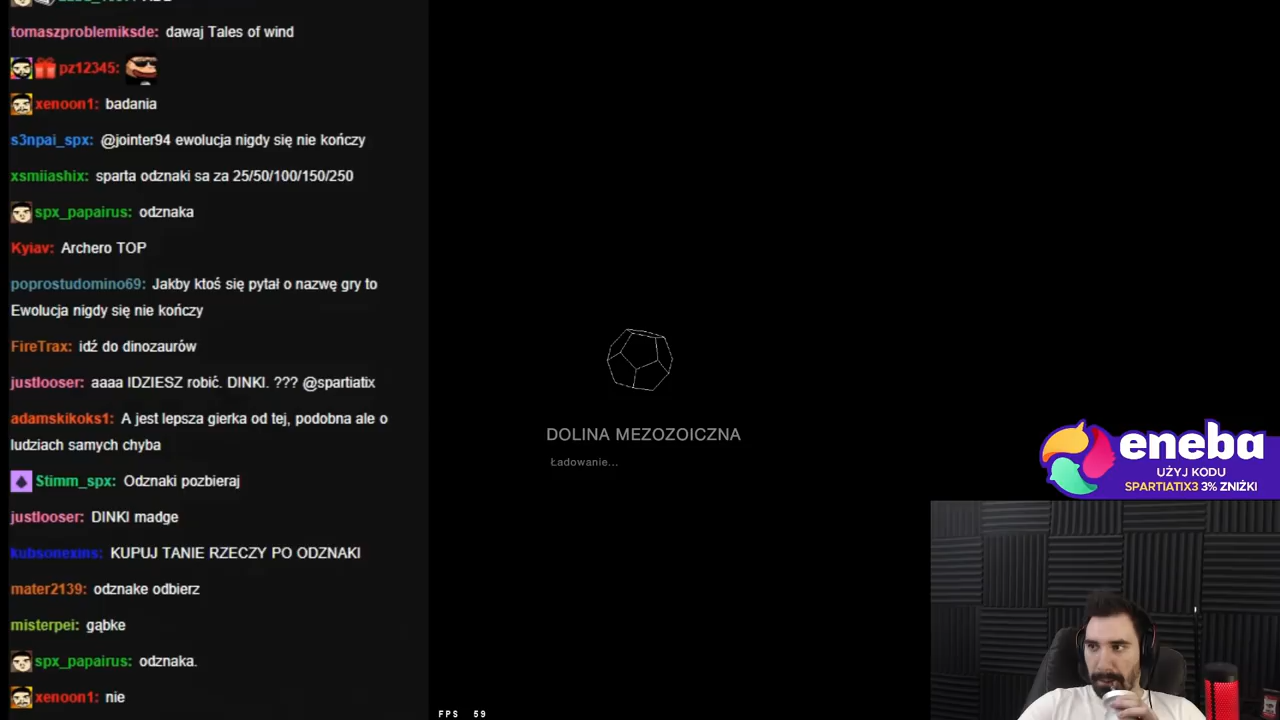 tomaszproblemiksde: dawaj Tales of wind
pz12345:
xenoon1: badania
s3npai_spx: @jointer94 ewolucja nigdy się nie kończy
xsmiiashix: sparta odznaki sa za 25/50/100/150/250
spx_papairus: odznaka
Kyiav: Archero TOP
poprostudomino69: Jakby ktoś się pytał o nazwę gry to
Ewolucja nigdy się nie kończy
FireTrax: idź do dinozaurów
justlooser: aaaa IDZIESZ robić. DINKI. ??? @spartiatix
adamskikoks1: A jest lepsza gierka od tej, podobna ale o
ludziach samych chyba
Stimm_spx: Odznaki pozbieraj
justlooser: DINKI madge
kubsonexins: KUPUJ TANIE RZECZY PO ODZNAKI
mater2139: odznake odbierz
misterpei: gąbke
spx_papairus: odznaka.
xenoon1: nie
DOLINA MEZOZOICZNA
Ładowanie...
FPS 59
eneba
UŻYJ KODU
SPARTIATIX3 3% ZNIŻKI